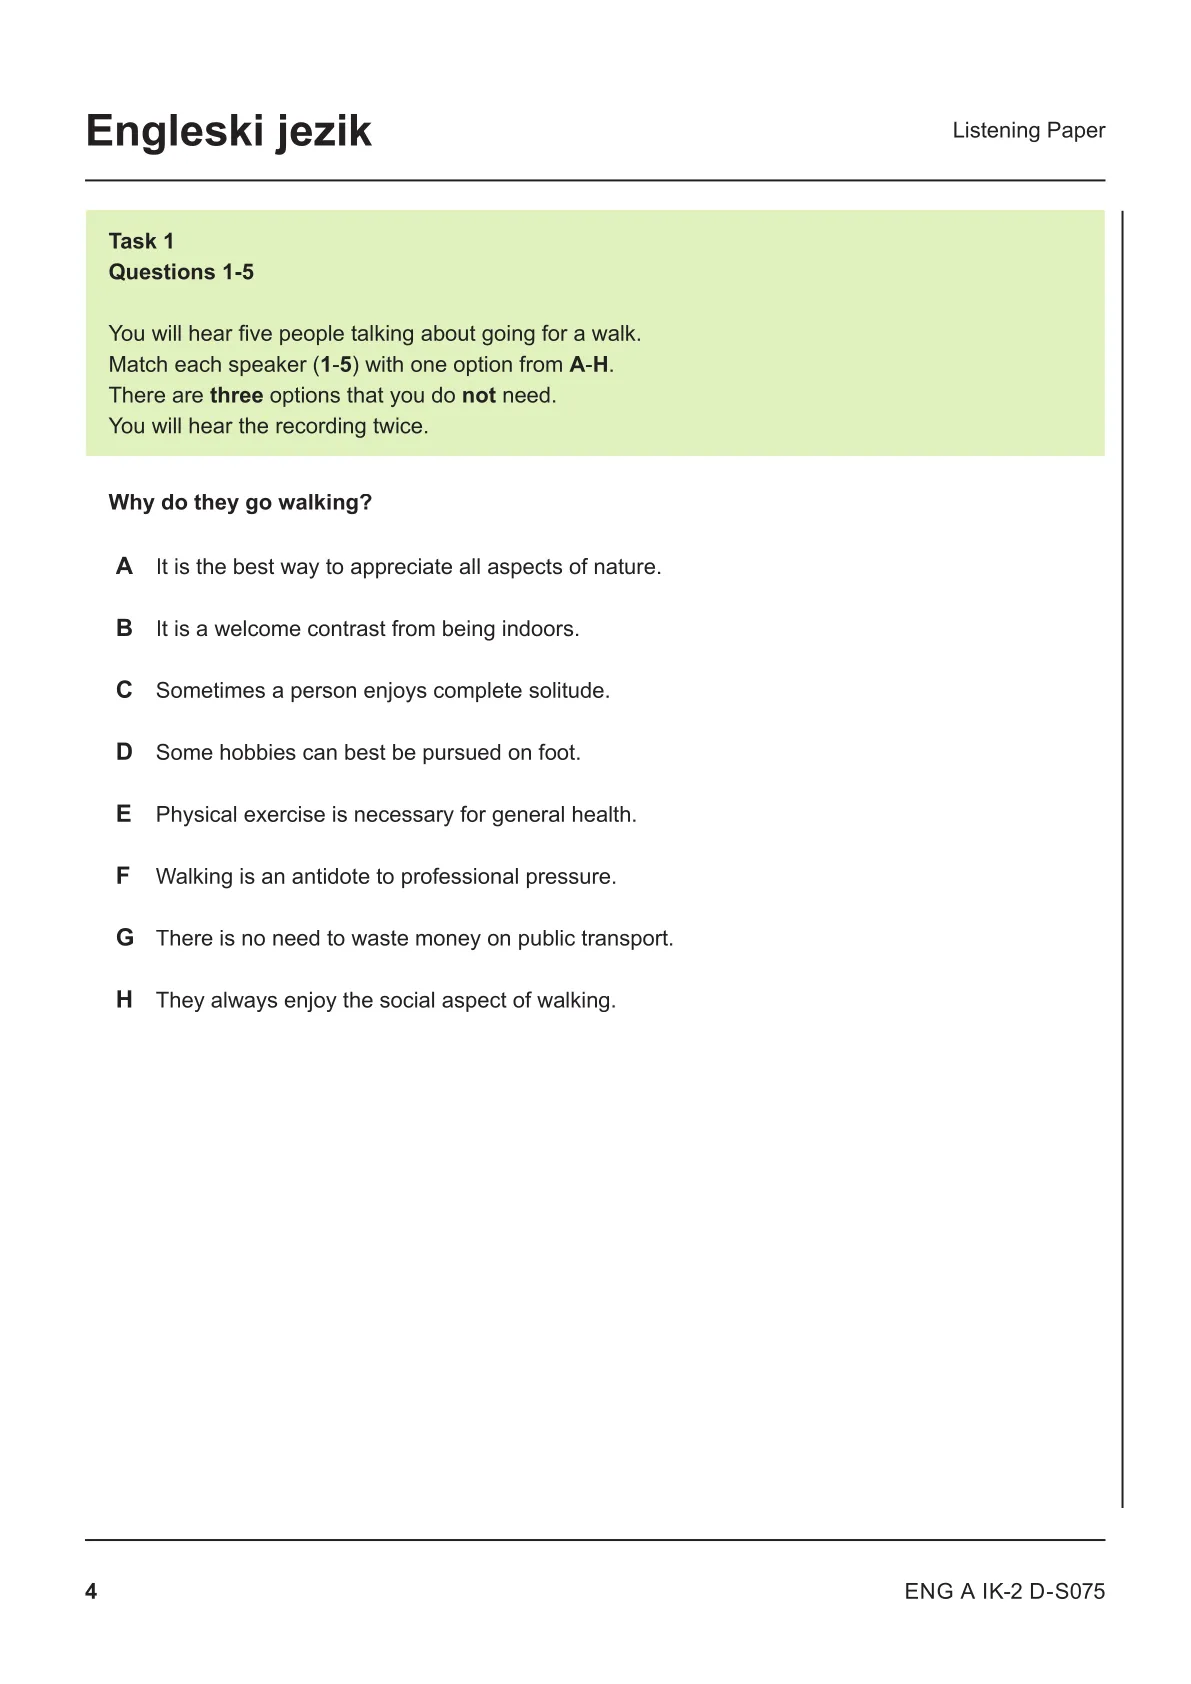 Engleski jezik
Listening Paper
Task 1
Questions 1-5
You will hear five people talking about going for a walk.
Match each speaker (1-5) with one option from A-H.
There are three options that you do not need.
You will hear the recording twice.
Why do they go walking?
A It is the best way to appreciate all aspects of nature.
B It is a welcome contrast from being indoors.
C Sometimes a person enjoys complete solitude.
D Some hobbies can best be pursued on foot.
E Physical exercise is necessary for general health.
F Walking is an antidote to professional pressure.
G There is no need to waste money on public transport.
H They always enjoy the social aspect of walking.
4
ENG A IK-2 D-S075